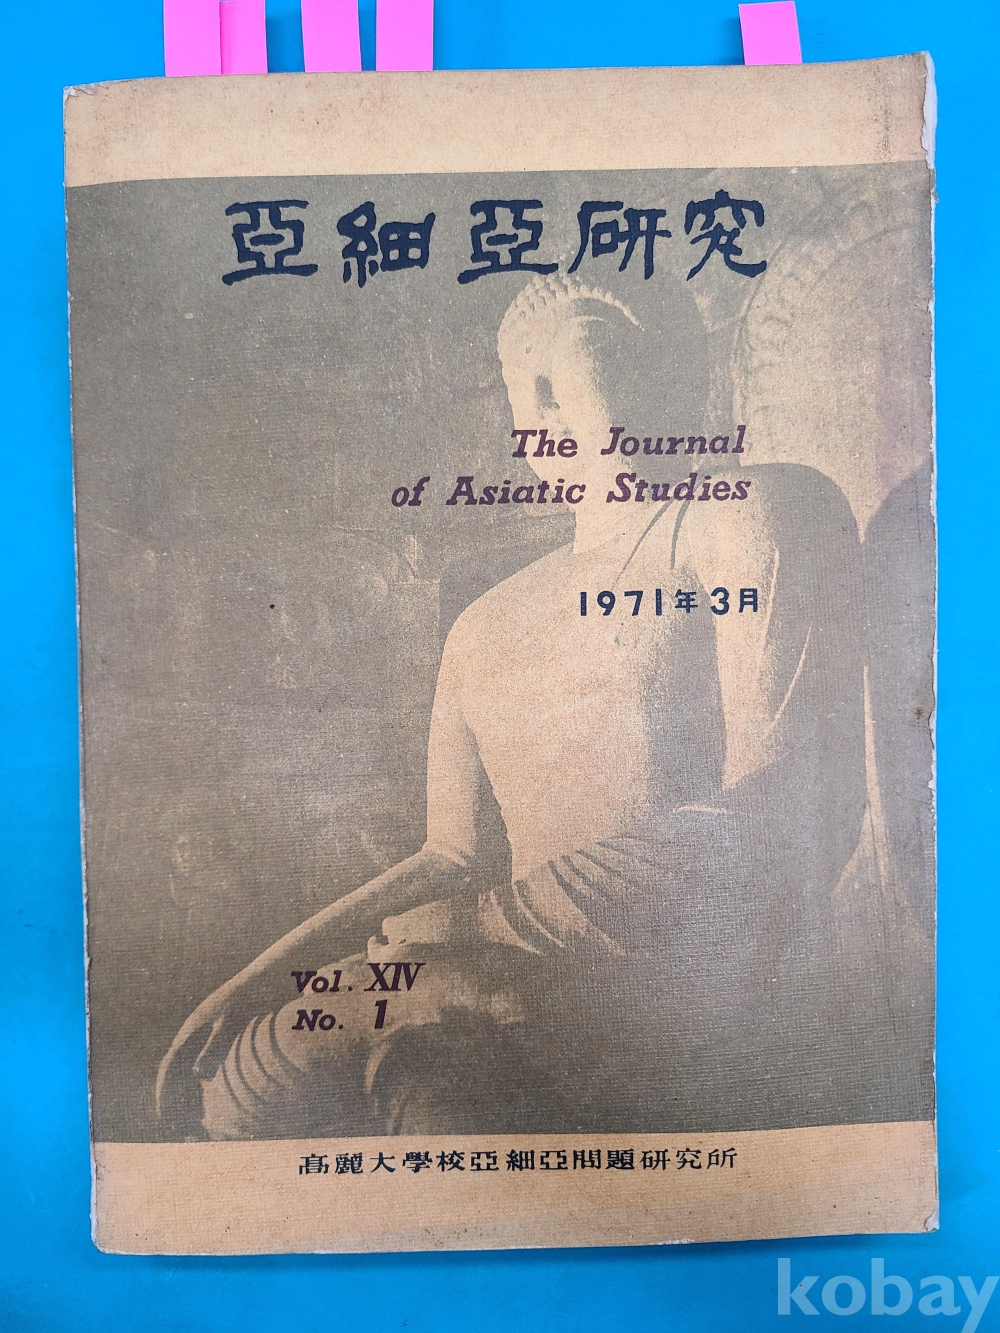 亞細亞研究
The Journal
of Asiatic Studies
1971年3月
Vol. XIV
No. 1
高麗大學校亞細亞問題研究所
kobay